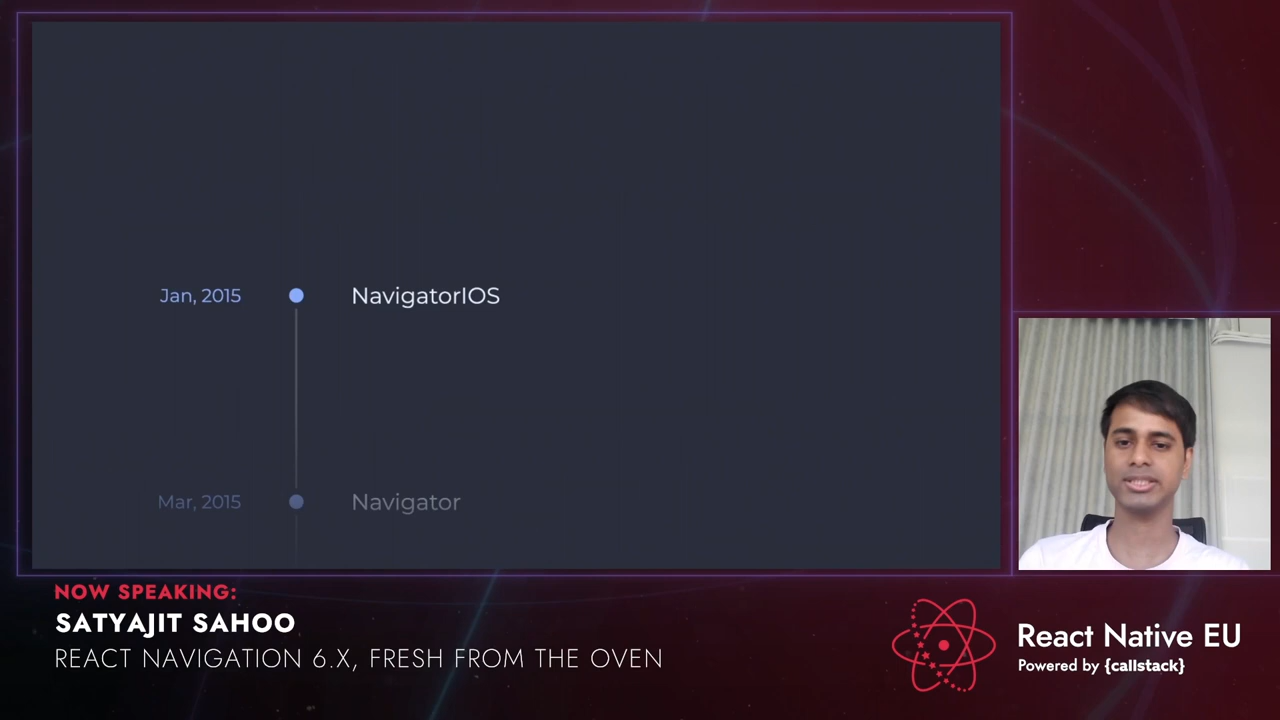 Jan, 2015 NavigatorIOS
Mar, 2015 Navigator
NOW SPEAKING:
SATYAJIT SAHOO
REACT NAVIGATION 6.X, FRESH FROM THE OVEN
React Native EU
Powered by {callstack}